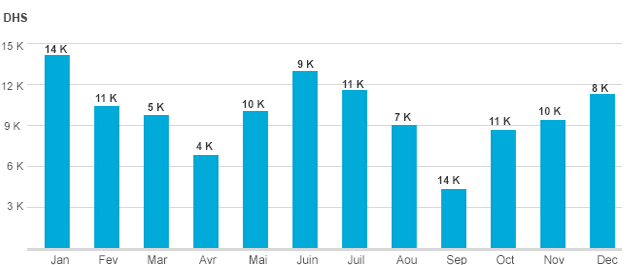 DHS
15 K
12 K
9 K
6 K
3 K
14 K
11 K
5 K
4 K
10 K
9 K
11 K
7 K
14 K
11 K
10 K
8 K
Jan Fev Mar Avr Mai Juin Juil Aou Sep Oct Nov Dec